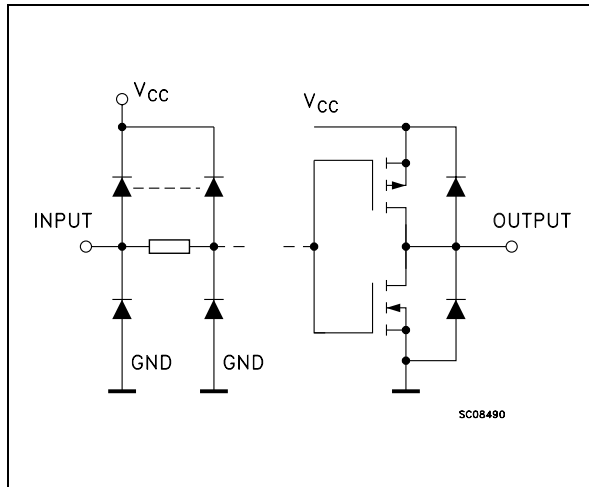 VCC
VCC
INPUT
OUTPUT
GND
GND
SC08490